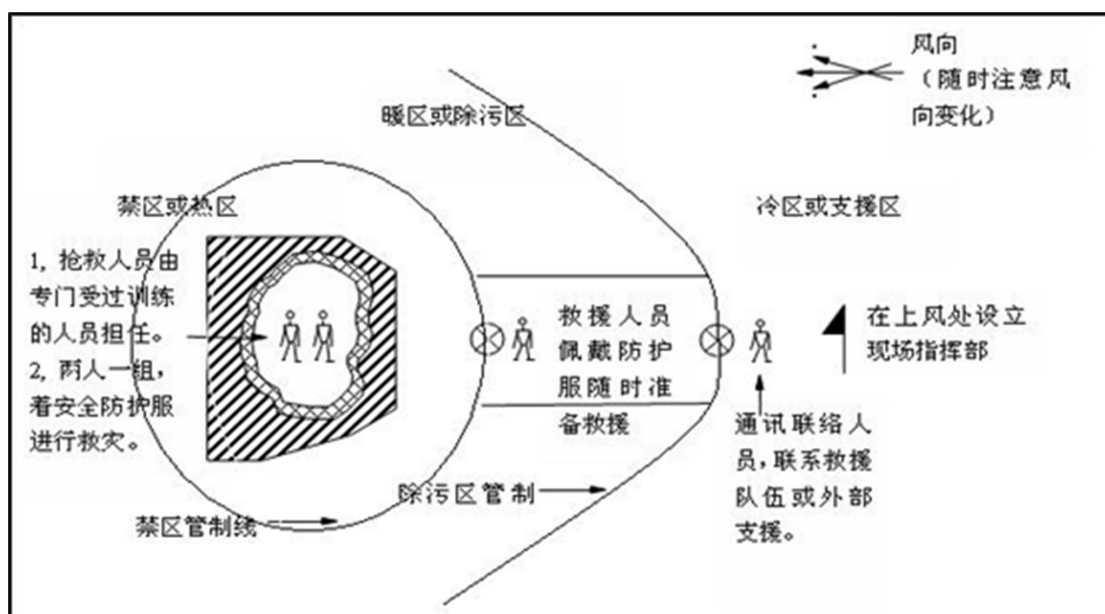 风向
（随时注意风
向变化）
暖区或除污区
禁区或热区
冷区或支援区
1, 抢救人员由
专门受过训练
的人员担任。
2, 两人一组，
着安全防护服
进行救灾。
救援人员
佩戴防护
服随时准
备救援
在上风处设立
现场指挥部
通讯联络人
员，联系救援
队伍或外部
支援。
除污区管制
禁区管制线